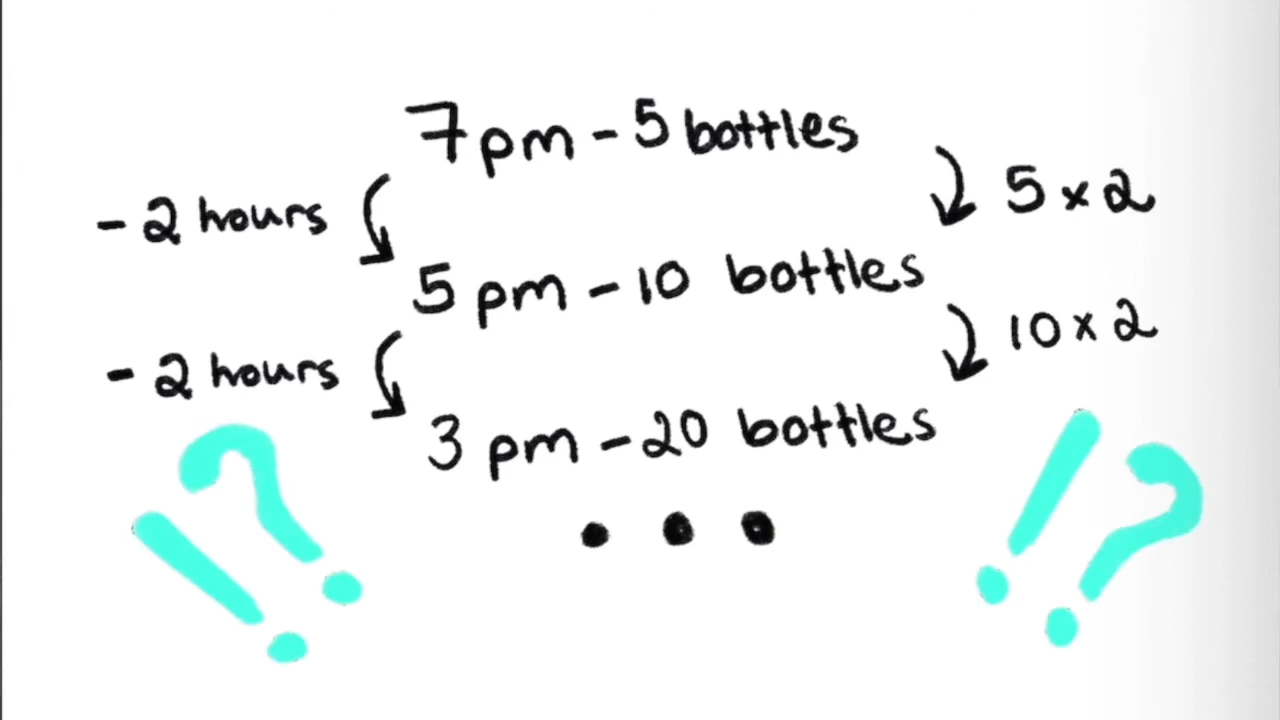 7pm - 5 bottles
- 2 hours
5 x 2
5 pm - 10 bottles
- 2 hours
10 x 2
3 pm - 20 bottles
• • •
!?
!?